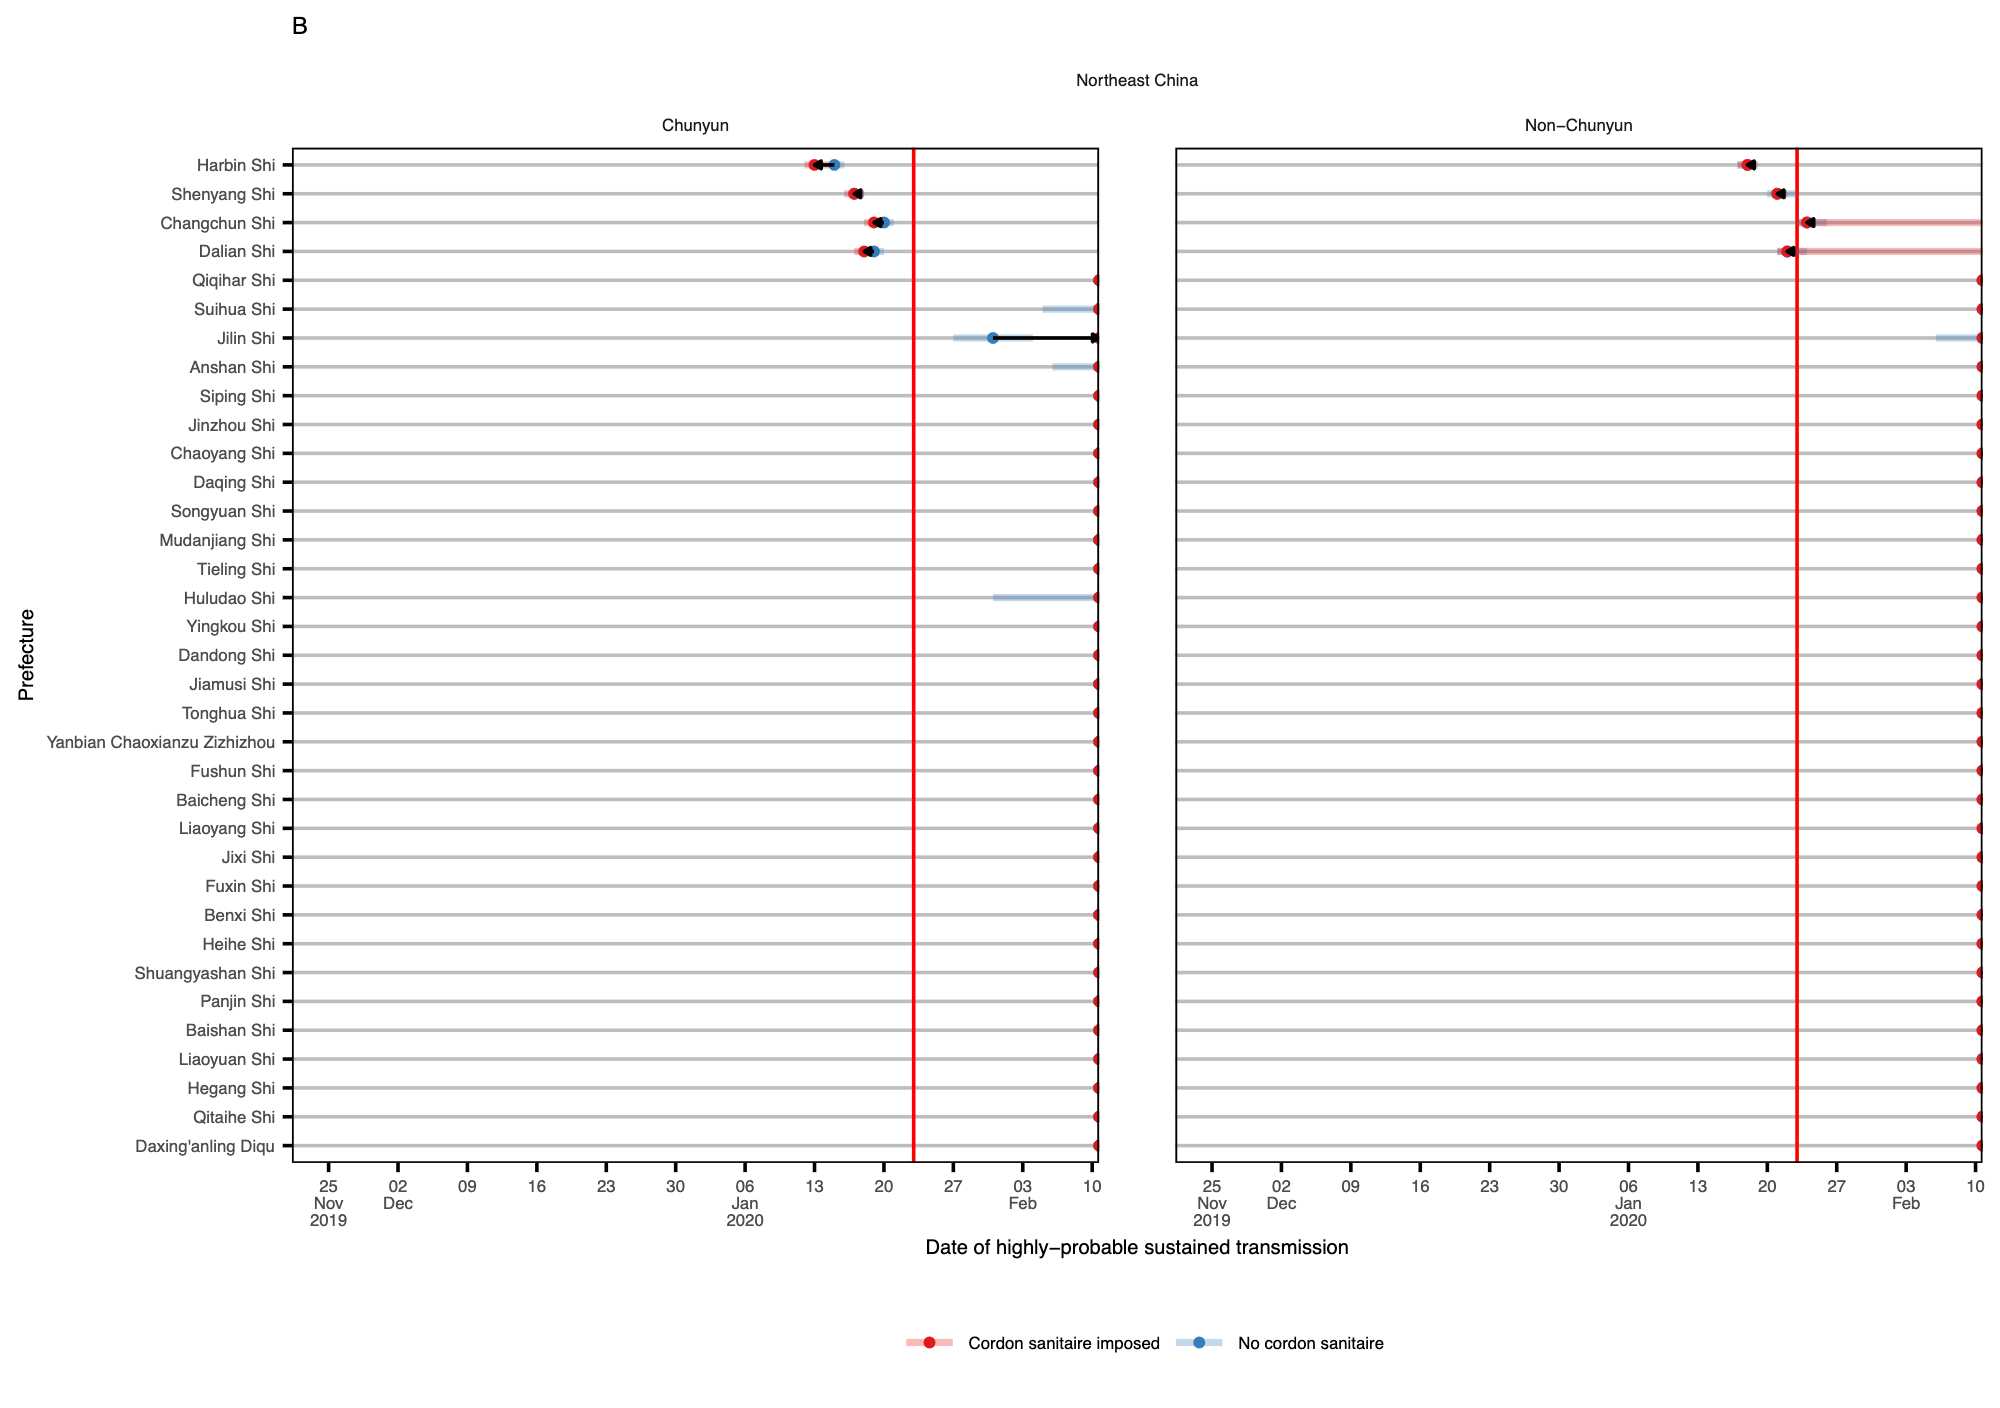 B
Northeast China
Chunyun
Non−Chunyun
Prefecture
Harbin Shi
Shenyang Shi
Changchun Shi
Dalian Shi
Qiqihar Shi
Suihua Shi
Jilin Shi
Anshan Shi
Siping Shi
Jinzhou Shi
Chaoyang Shi
Daqing Shi
Songyuan Shi
Mudanjiang Shi
Tieling Shi
Huludao Shi
Yingkou Shi
Dandong Shi
Jiamusi Shi
Tonghua Shi
Yanbian Chaoxianzu Zizhizhou
Fushun Shi
Baicheng Shi
Liaoyang Shi
Jixi Shi
Fuxin Shi
Benxi Shi
Heihe Shi
Shuangyashan Shi
Panjin Shi
Baishan Shi
Liaoyuan Shi
Hegang Shi
Qitaihe Shi
Daxing'anling Diqu
25 02 09 16 23 30 06 13 20 27 03 10
Nov Dec Jan Feb
2019 2020
25 02 09 16 23 30 06 13 20 27 03 10
Nov Dec Jan Feb
2019 2020
Date of highly−probable sustained transmission
Cordon sanitaire imposed
No cordon sanitaire